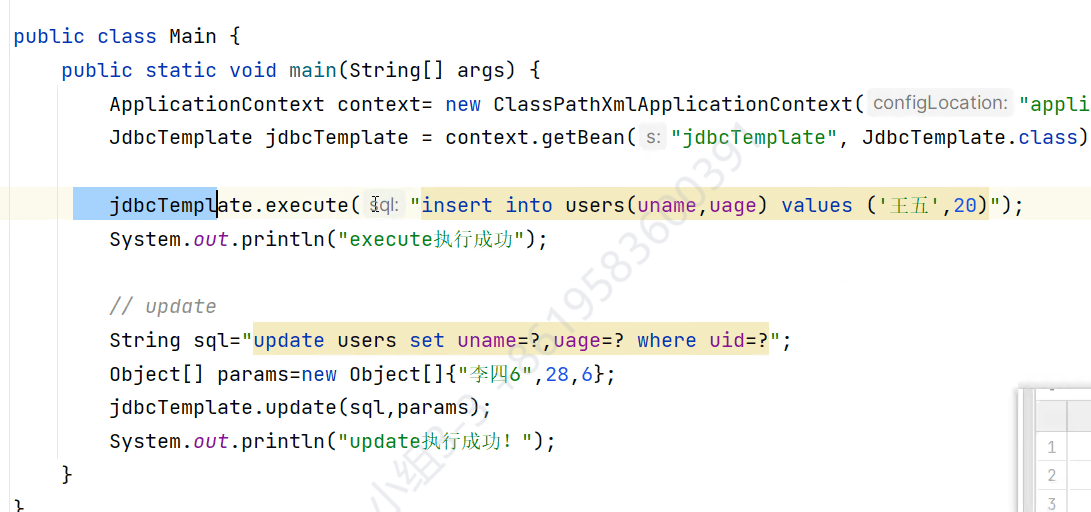 public class Main {
public static void main(String[] args) {
ApplicationContext context= new ClassPathXmlApplicationContext( configLocation: "appli
JdbcTemplate jdbcTemplate = context.getBean( s: "jdbcTemplate", JdbcTemplate.class)
jdbcTemplate.execute( sql: "insert into users(uname,uage) values ('王五',20)");
System.out.println("execute执行成功");
// update
String sql="update users set uname=?,uage=? where uid=?";
Object[] params=new Object[]{"李四6",28,6};
jdbcTemplate.update(sql,params);
System.out.println("update执行成功！");
}
}
1
2
3